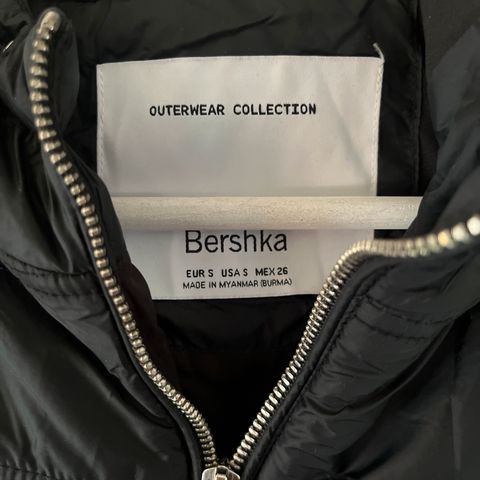 OUTERWEAR COLLECTION
Bershka
EUR S USA S MEX 26
MADE IN MYANMAR (BURMA)